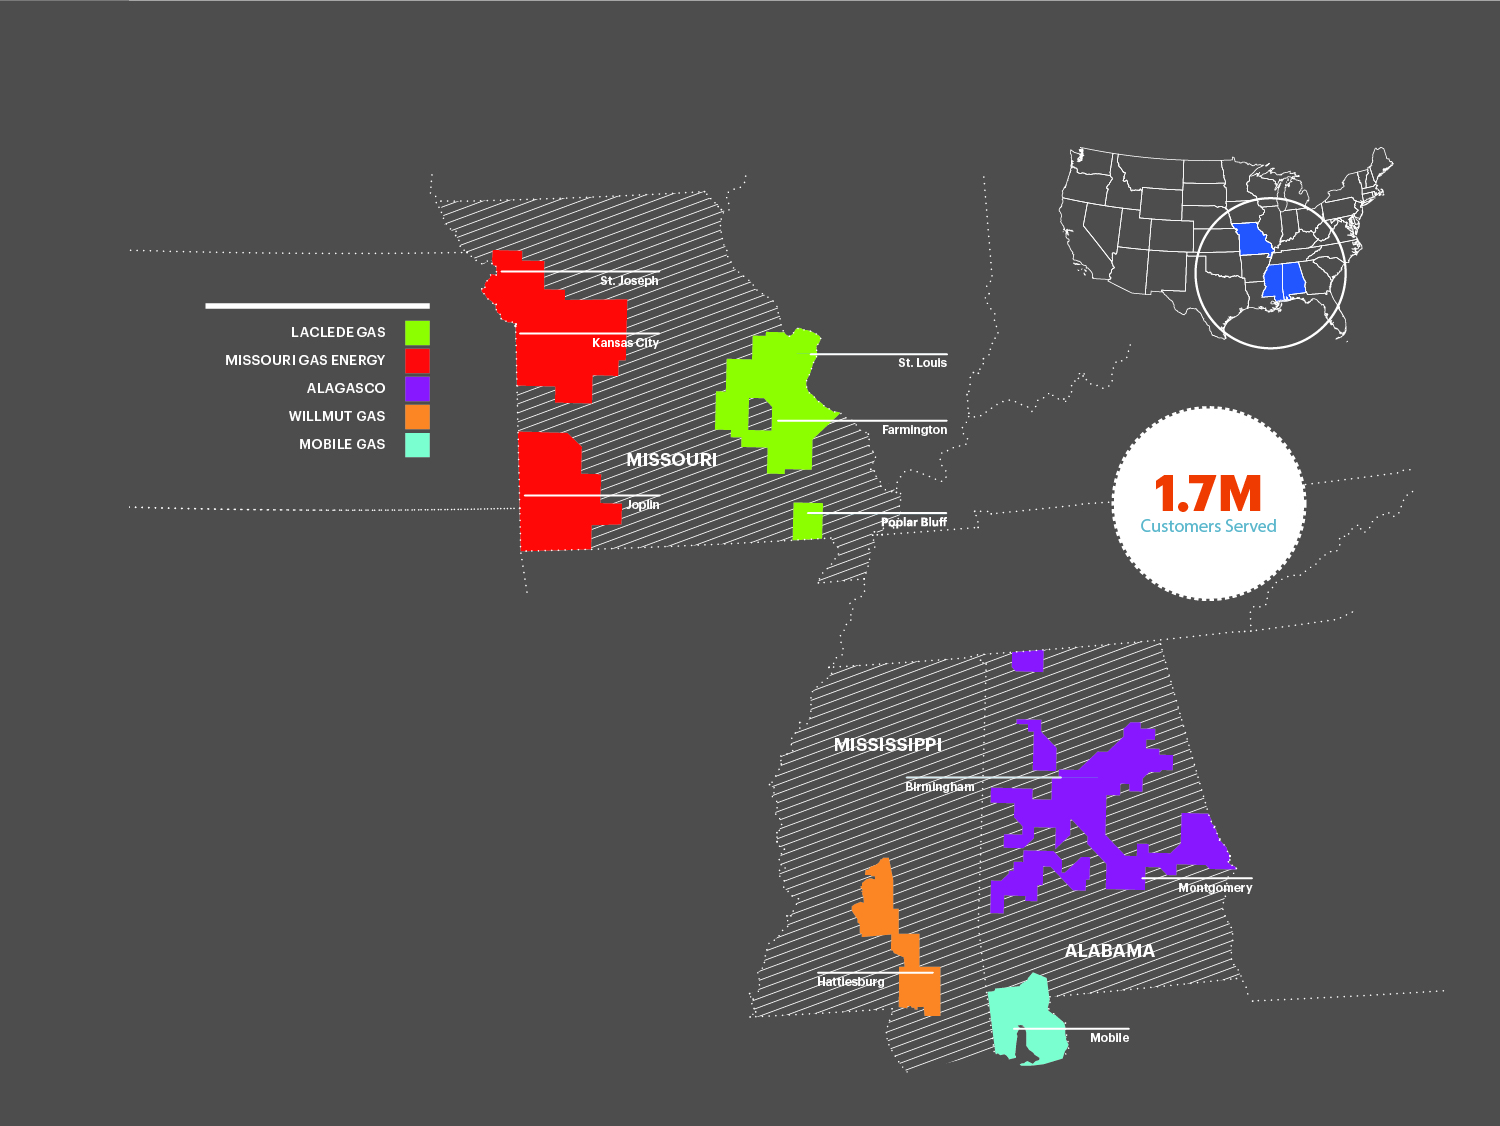 St. Joseph
LACLEDE GAS
MISSOURI GAS ENERGY
ALAGASCO
WILLMUT GAS
MOBILE GAS
Kansas City
St. Louis
Farmington
MISSOURI
Joplin
Poplar Bluff
1.7M
Customers Served
MISSISSIPPI
Birmingham
Montgomery
ALABAMA
Hattlesburg
Mobile